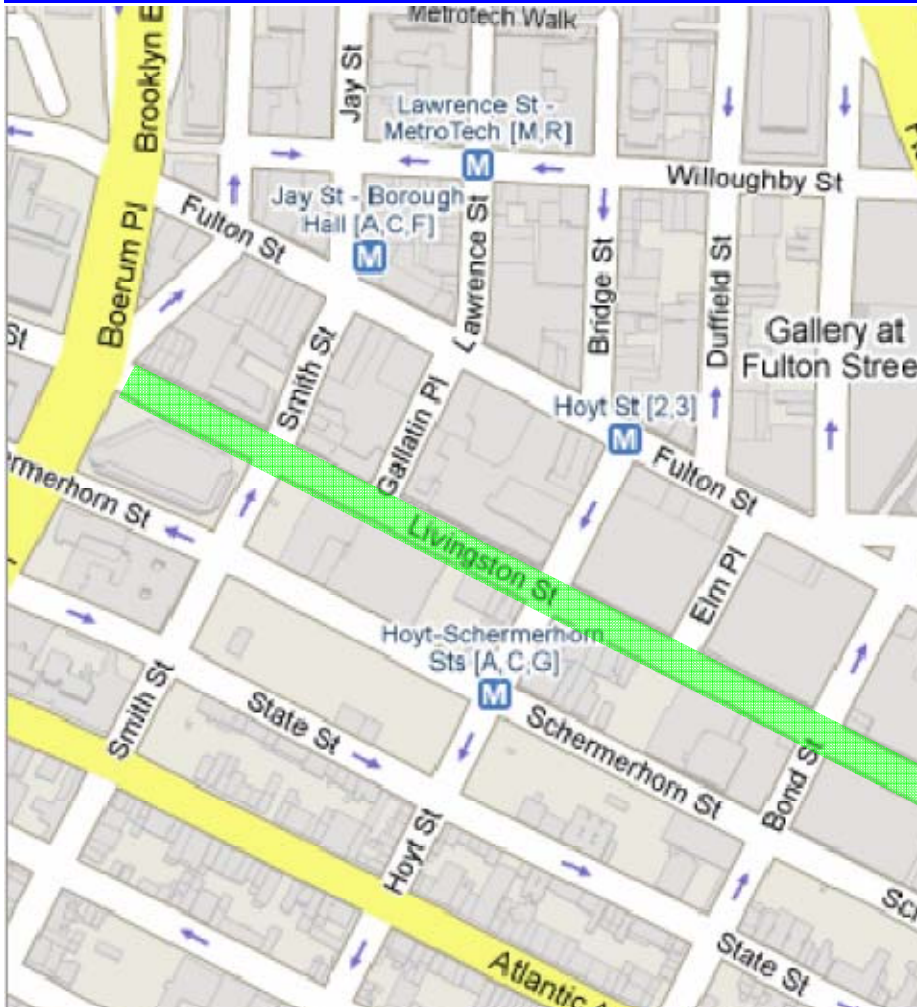 Metrotech Walk
Brooklyn B
Jay St
Lawrence St -
MetroTech [M,R]
Willoughby St
Jay St - Borough
Hall [A,C,F]
Fulton St
Boerum Pl
Lawrence St
Bridge St
Duffield St
Gallery at
Fulton Stree
St
Smith St
Gallatin Pl
Hoyt St [2,3]
Fulton St
ermerhorn St
Livingston St
Elm Pl
Hoyt-Schermerhorn
Sts [A,C,G]
Smith St
State St
Schermerhorn St
Bond St
Hoyt St
Sch
State St
Atlantic A